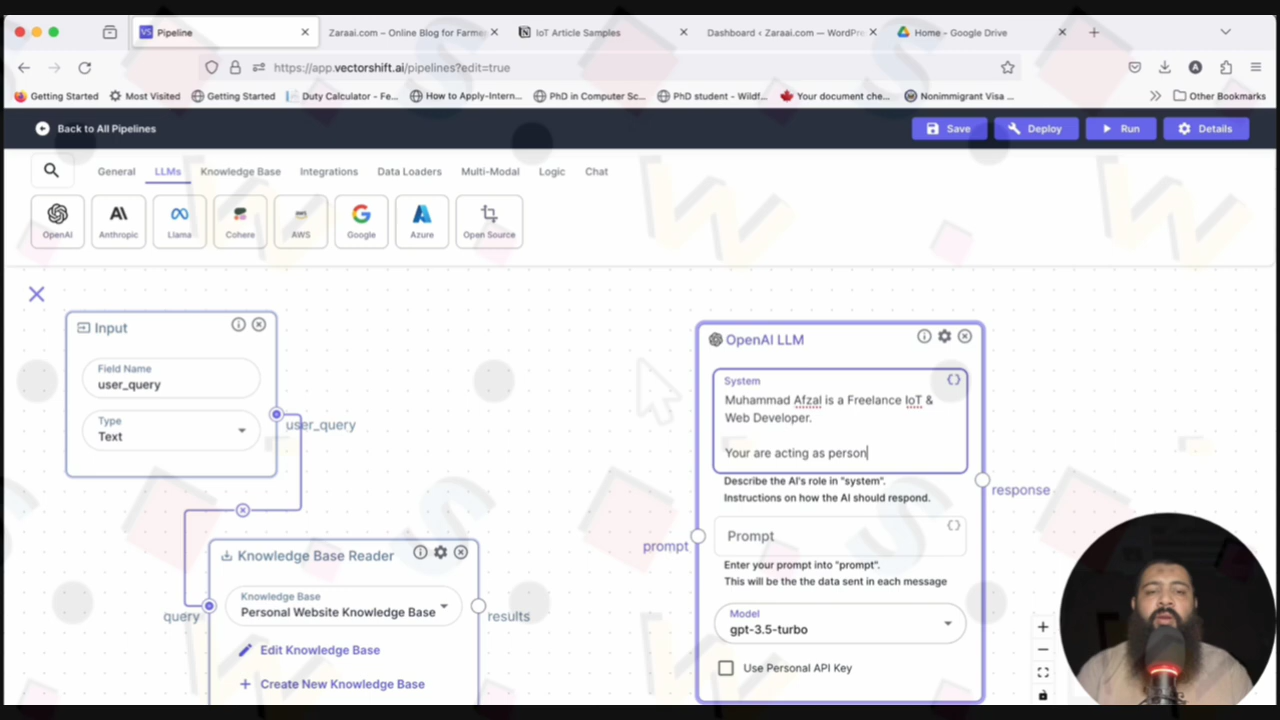 Pipeline
Zaraai.com – Online Blog for Farme
IoT Article Samples
Dashboard ‹ Zaraai.com — WordPre
Home - Google Drive
https://app.vectorshift.ai/pipelines?edit=true
Getting Started
Most Visited
Getting Started
Duty Calculator - Fe...
How to Apply-Intern...
PhD in Computer Sc...
PhD student - Wildf...
Your document che...
Nonimmigrant Visa ...
Other Bookmarks
Back to All Pipelines
Save
Deploy
Run
Details
General
LLMs
Knowledge Base
Integrations
Data Loaders
Multi-Modal
Logic
Chat
OpenAI
Anthropic
Llama
Cohere
AWS
Google
Azure
Open Source
Input
Field Name
user_query
Type
Text
user_query
Knowledge Base Reader
Knowledge Base
Personal Website Knowledge Base
query
results
Edit Knowledge Base
Create New Knowledge Base
OpenAI LLM
System
Muhammad Afzal is a Freelance IoT &
Web Developer.
Your are acting as person
Describe the AI's role in "system".
Instructions on how the AI should respond.
response
Prompt
prompt
Enter your prompt into "prompt".
This will be the the data sent in each message
Model
gpt-3.5-turbo
Use Personal API Key